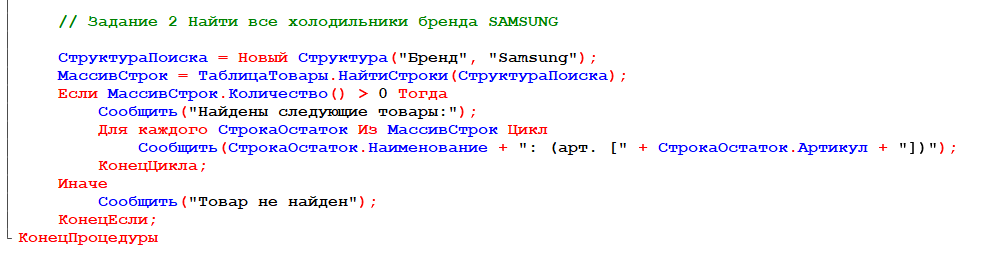 // Задание 2 Найти все холодильники бренда SAMSUNG
СтруктураПоиска = Новый Структура("Бренд", "Samsung");
МассивСтрок = ТаблицаТовары.НайтиСтроки(СтруктураПоиска);
Если МассивСтрок.Количество() > 0 Тогда
Сообщить("Найдены следующие товары:");
Для каждого СтрокаОстаток Из МассивСтрок Цикл
Сообщить(СтрокаОстаток.Наименование + ": (арт. [" + СтрокаОстаток.Артикул + "])");
КонецЦикла;
Иначе
Сообщить("Товар не найден");
КонецЕсли;
КонецПроцедуры